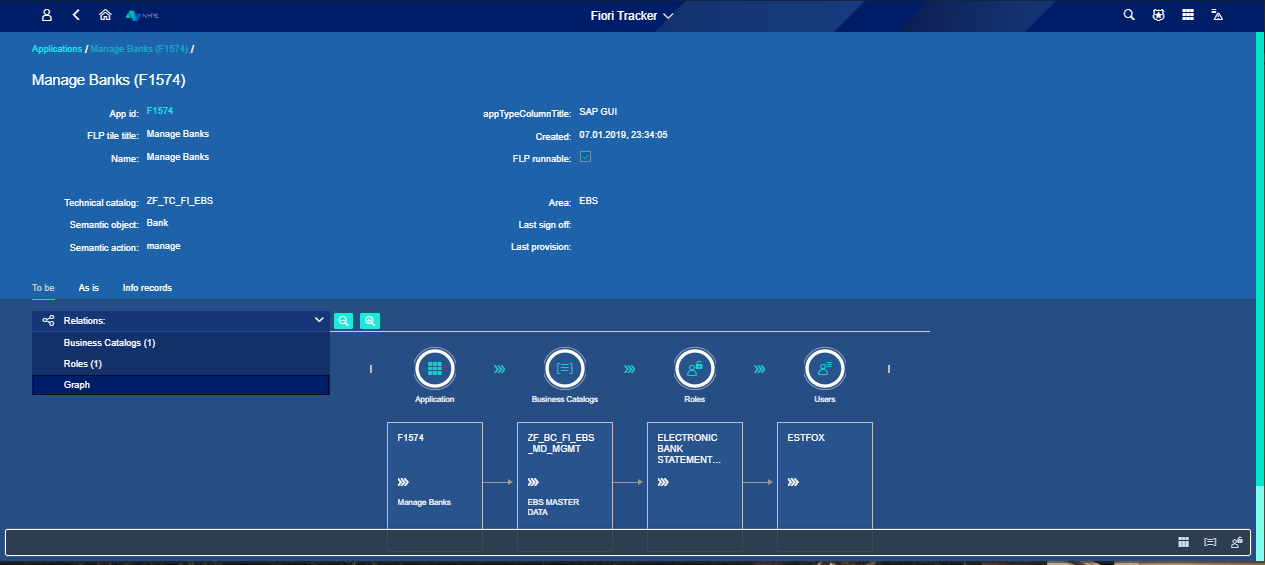 NYPE
Fiori Tracker
Applications / Manage Banks (F1574) /
Manage Banks (F1574)
App id: F1574
appTypeColumnTitle: SAP GUI
FLP tile title: Manage Banks
Created: 07.01.2019, 23:34:05
Name: Manage Banks
FLP runnable:
Technical catalog: ZF_TC_FI_EBS
Area: EBS
Semantic object: Bank
Last sign off:
Semantic action: manage
Last provision:
To be As is Info records
Relations:
Business Catalogs (1)
Roles (1)
Graph
Application Business Catalogs Roles Users
F1574
Manage Banks
ZF_BC_FI_EBS
_MD_MGMT
EBS MASTER
DATA
ELECTRONIC
BANK
STATEMENT...
ESTFOX